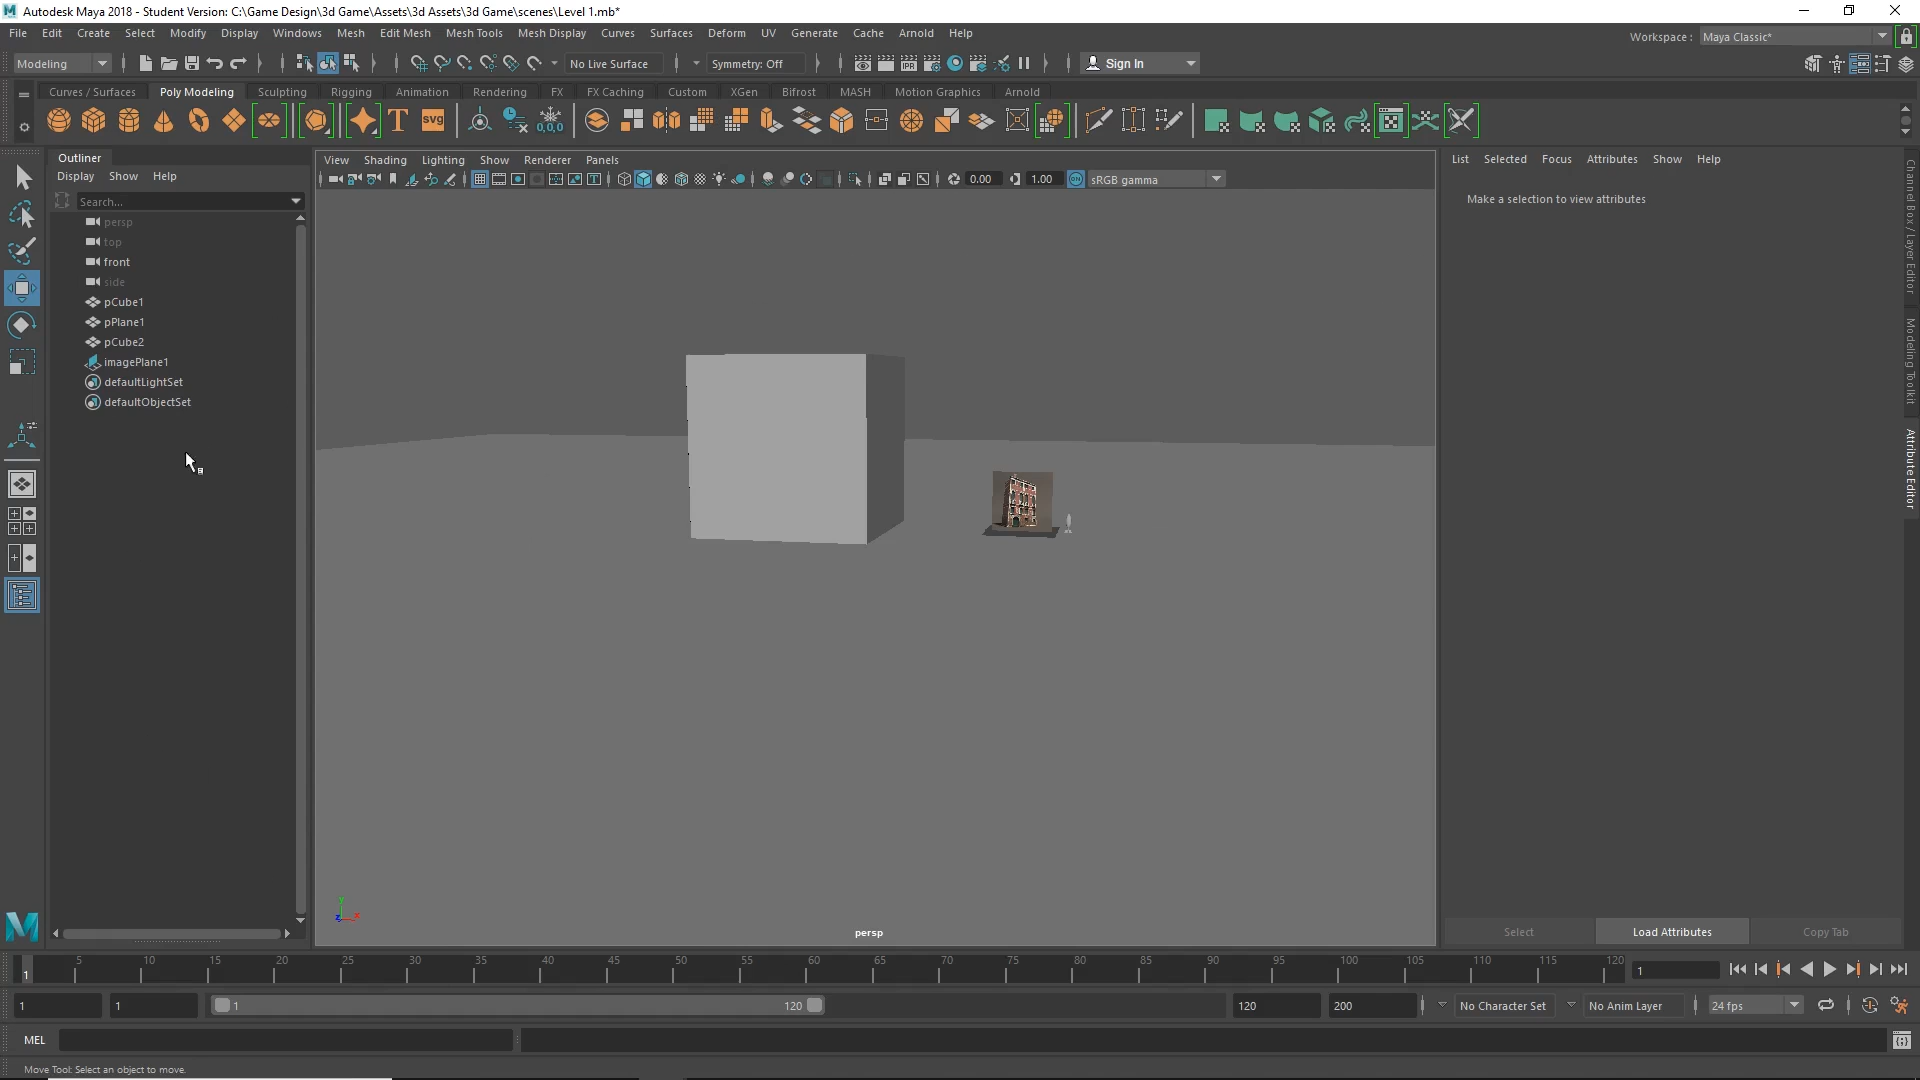 Autodesk Maya 2018 - Student Version: C:\Game Design\3d Game\Assets\3d Assets\3d Game\scenes\Level 1.mb*
File Edit Create Select Modify Display Windows Mesh Edit Mesh Mesh Tools Mesh Display Curves Surfaces Deform UV Generate Cache Arnold Help
Workspace : Maya Classic*
Modeling No Live Surface Symmetry: Off IPR Sign In
Curves / Surfaces Poly Modeling Sculpting Rigging Animation Rendering FX FX Caching Custom XGen Bifrost MASH Motion Graphics Arnold
T SVG 0,0,0
Outliner
Display Show Help
Search...
persp
top
front
side
pCube1
pPlane1
pCube2
imagePlane1
defaultLightSet
defaultObjectSet
View Shading Lighting Show Renderer Panels
0.00 1.00 ON sRGB gamma
y
z x
persp
List Selected Focus Attributes Show Help
Make a selection to view attributes
Select Load Attributes Copy Tab
Channel Box / Layer Editor
Modeling Toolkit
Attribute Editor
1 5 10 15 20 25 30 35 40 45 50 55 60 65 70 75 80 85 90 95 100 105 110 115 120 1
1 1 1 120 120 200 No Character Set No Anim Layer 24 fps
MEL
Move Tool: Select an object to move.